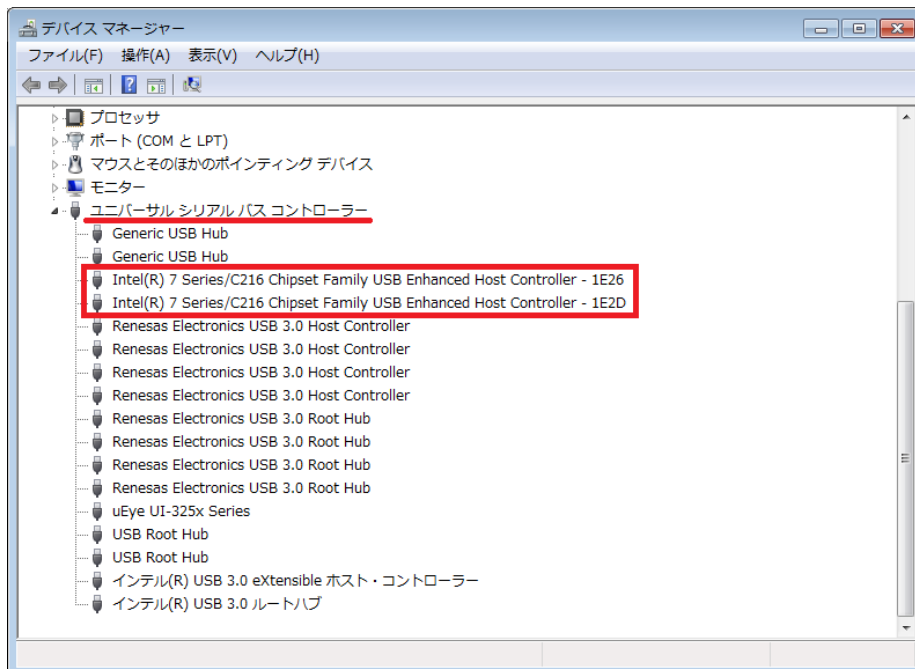 デバイス マネージャー
ファイル(F) 操作(A) 表示(V) ヘルプ(H)
プロセッサ
ポート (COM と LPT)
マウスとそのほかのポインティング デバイス
モニター
ユニバーサル シリアル バス コントローラー
Generic USB Hub
Generic USB Hub
Intel(R) 7 Series/C216 Chipset Family USB Enhanced Host Controller - 1E26
Intel(R) 7 Series/C216 Chipset Family USB Enhanced Host Controller - 1E2D
Renesas Electronics USB 3.0 Host Controller
Renesas Electronics USB 3.0 Host Controller
Renesas Electronics USB 3.0 Host Controller
Renesas Electronics USB 3.0 Host Controller
Renesas Electronics USB 3.0 Root Hub
Renesas Electronics USB 3.0 Root Hub
Renesas Electronics USB 3.0 Root Hub
Renesas Electronics USB 3.0 Root Hub
uEye UI-325x Series
USB Root Hub
USB Root Hub
インテル(R) USB 3.0 eXtensible ホスト・コントローラー
インテル(R) USB 3.0 ルートハブ